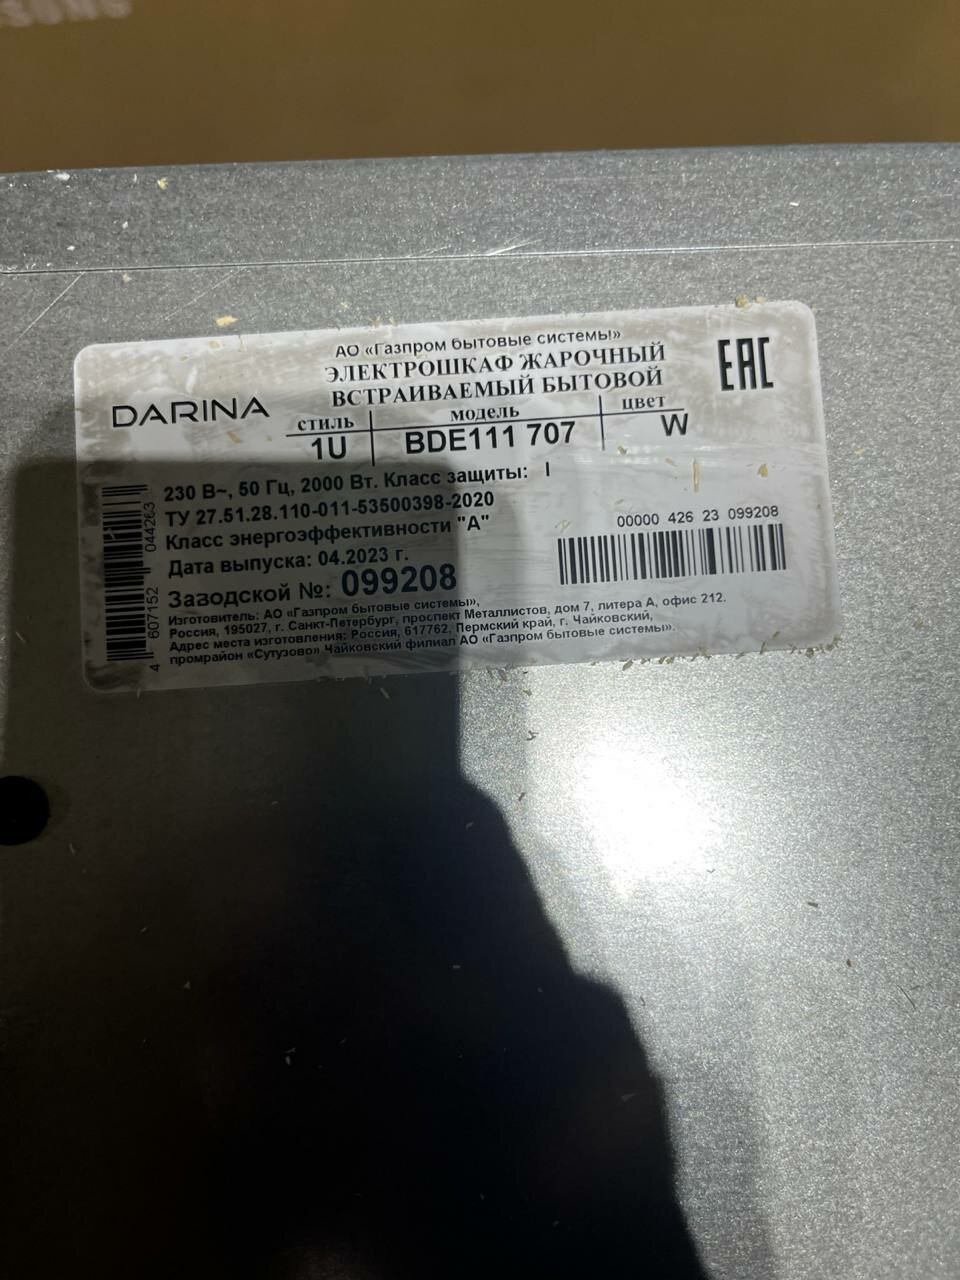 SONS
АО «Газпром бытовые системы»
ЭЛЕКТРОШКАФ ЖАРОЧНЫЙ
ВСТРАИВАЕМЫЙ БЫТОВОЙ
EAC
DARINA
стиль модель цвет
1U BDE111 707 W
230 В~, 50 Гц, 2000 Вт. Класс защиты: I
ТУ 27.51.28.110-011-53500398-2020
Класс энергоэффективности "А"
Дата выпуска: 04.2023 г.
Заводской №: 099208
00000 426 23 099208
4 607152 044263
Изготовитель: АО «Газпром бытовые системы»,
Россия, 195027, г. Санкт-Петербург, проспект Металлистов, дом 7, литера А, офис 212.
Адрес места изготовления: Россия, 617762, Пермский край, г. Чайковский,
промрайон «Сутузово» Чайковский филиал АО «Газпром бытовые системы».